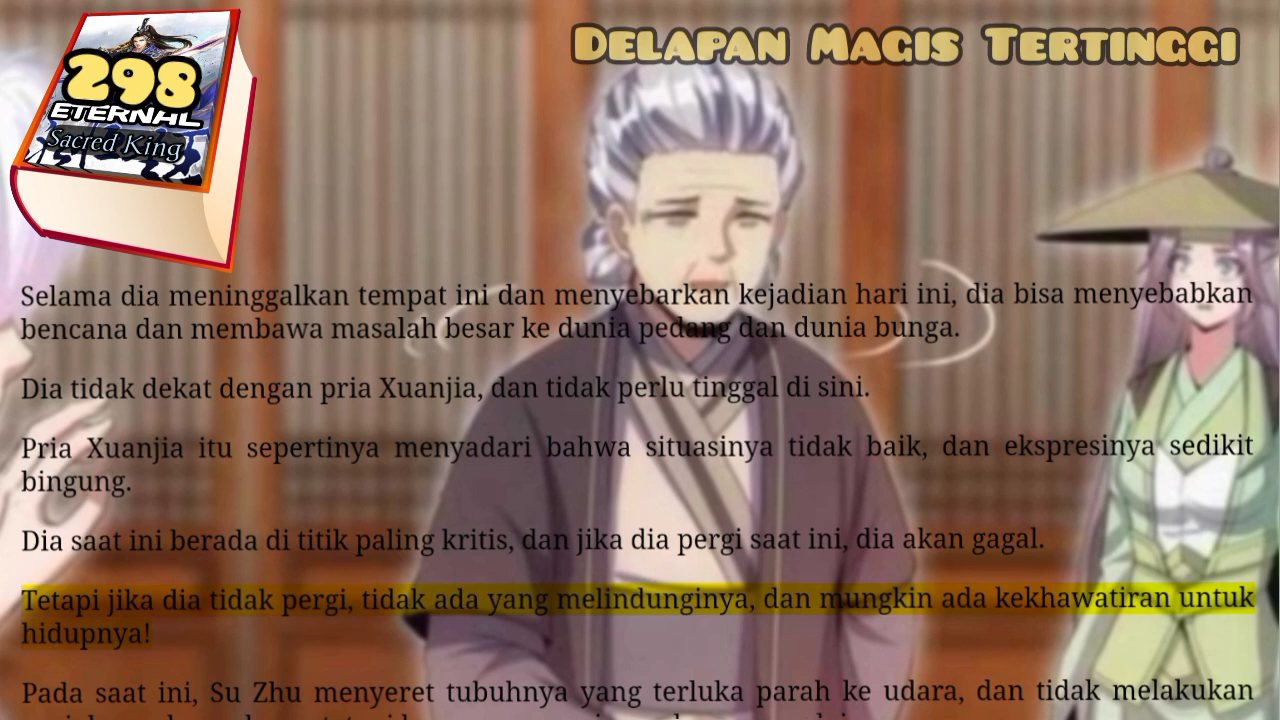 298
ETERNAL
Sacred King
Delapan Magis Tertinggi
Selama dia meninggalkan tempat ini dan menyebarkan kejadian hari ini, dia bisa menyebabkan
bencana dan membawa masalah besar ke dunia pedang dan dunia bunga.
Dia tidak dekat dengan pria Xuanjia, dan tidak perlu tinggal di sini.
Pria Xuanjia itu sepertinya menyadari bahwa situasinya tidak baik, dan ekspresinya sedikit
bingung.
Dia saat ini berada di titik paling kritis, dan jika dia pergi saat ini, dia akan gagal.
Tetapi jika dia tidak pergi, tidak ada yang melindunginya, dan mungkin ada kekhawatiran untuk
hidupnya!
Pada saat ini, Su Zhu menyeret tubuhnya yang terluka parah ke udara, dan tidak melakukan